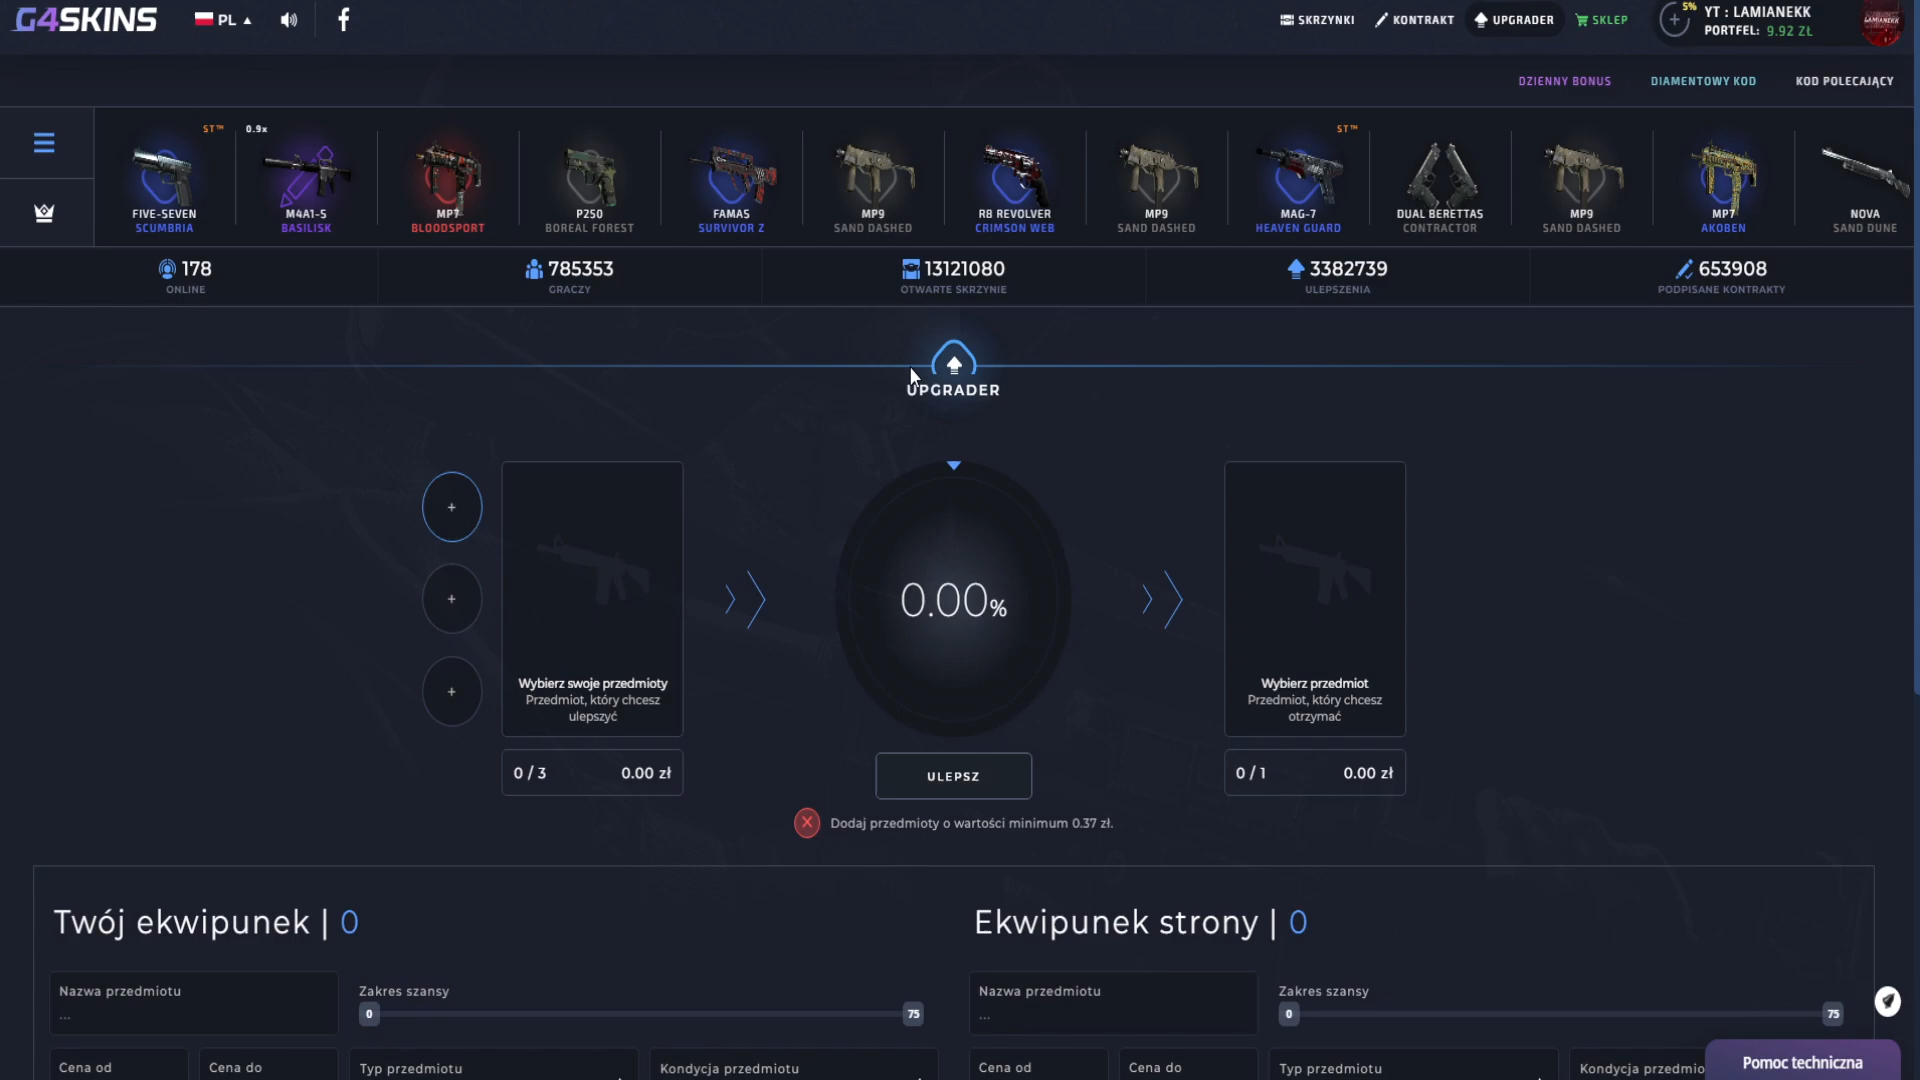 G4SKINS
PL
SKRZYNKI
KONTRAKT
UPGRADER
SKLEP
5%
YT : LAMIANEKK
PORTFEL: 9.92 ZŁ
LAMIANEKK
DZIENNY BONUS
DIAMENTOWY KOD
KOD POLECAJĄCY
ST™
FIVE-SEVEN
SCUMBRIA
0.9x
M4A1-S
BASILISK
MP7
BLOODSPORT
P250
BOREAL FOREST
FAMAS
SURVIVOR Z
MP9
SAND DASHED
R8 REVOLVER
CRIMSON WEB
MP9
SAND DASHED
ST™
MAG-7
HEAVEN GUARD
DUAL BERETTAS
CONTRACTOR
MP9
SAND DASHED
MP7
AKOBEN
NOVA
SAND DUNE
178
ONLINE
785353
GRACZY
13121080
OTWARTE SKRZYNIE
3382739
ULEPSZENIA
653908
PODPISANE KONTRAKTY
UPGRADER
+
+
+
Wybierz swoje przedmioty
Przedmiot, który chcesz
ulepszyć
0 / 3
0.00 zł
0.00%
ULEPSZ
Wybierz przedmiot
Przedmiot, który chcesz
otrzymać
0 / 1
0.00 zł
X
Dodaj przedmioty o wartości minimum 0.37 zł.
Twój ekwipunek | 0
Nazwa przedmiotu
...
Zakres szansy
0
75
Cena od
Cena do
Typ przedmiotu
Kondycja przedmiotu
Ekwipunek strony | 0
Nazwa przedmiotu
...
Zakres szansy
0
75
Cena od
Cena do
Typ przedmiotu
Kondycja przedmio
Pomoc techniczna